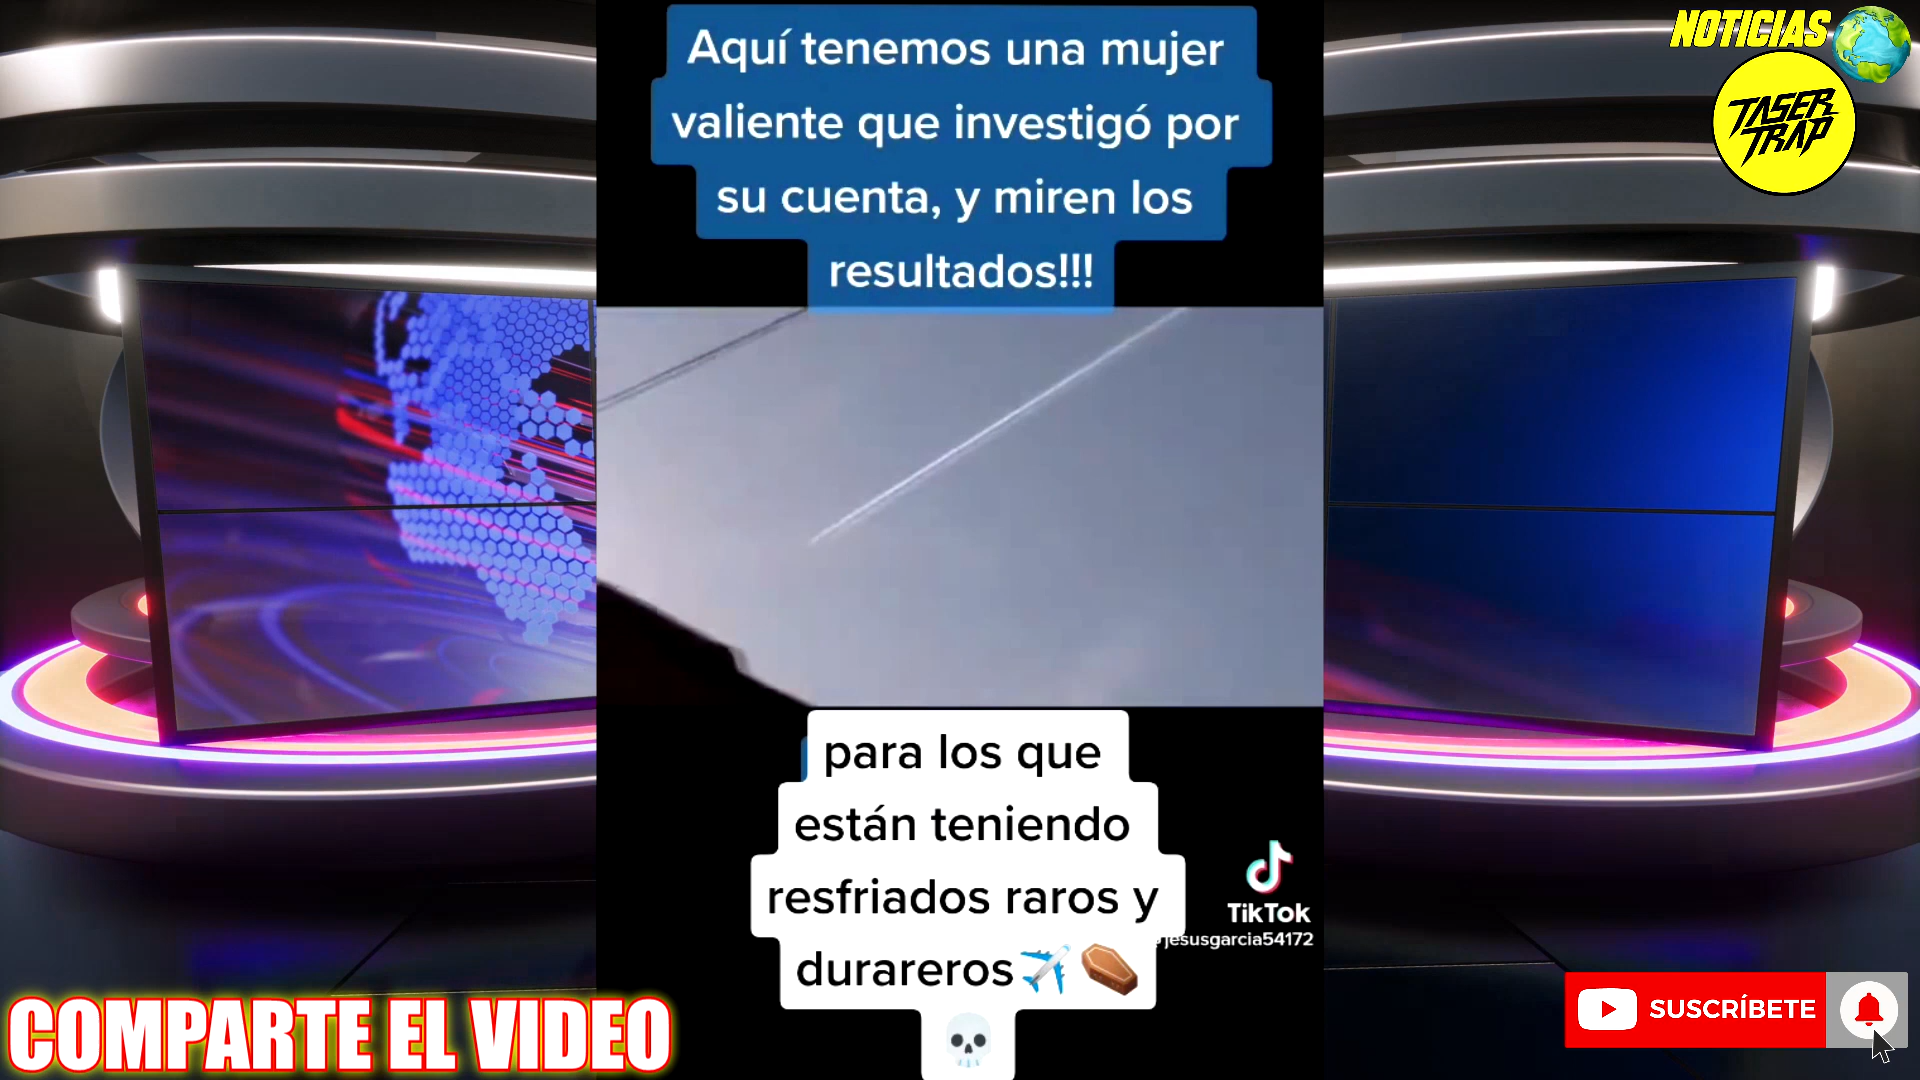 Aquí tenemos una mujer
valiente que investigó por
su cuenta, y miren los
resultados!!!
NOTICIAS
TASER
TRAP
para los que
están teniendo
resfriados raros y
durareros
TikTok
jesusgarcia54172
COMPARTE EL VIDEO
SUSCRÍBETE